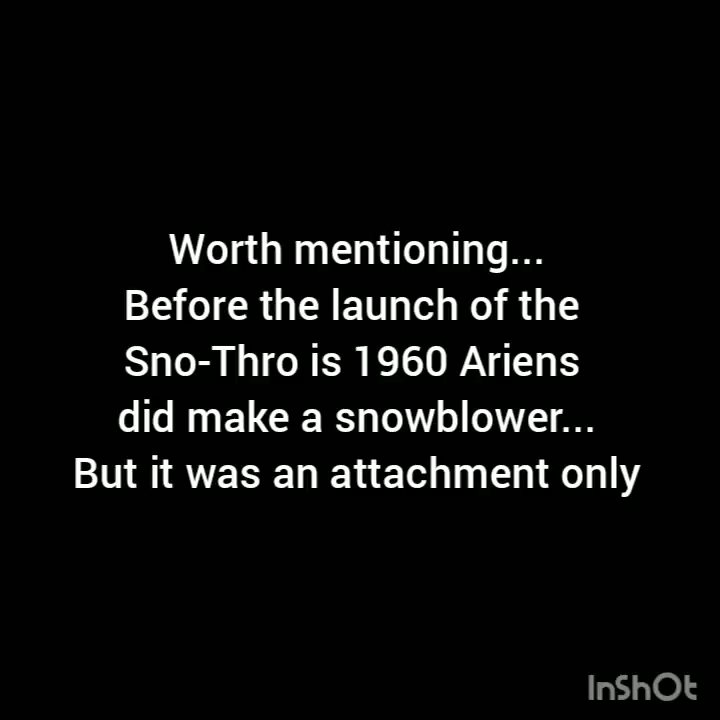 Worth mentioning...
Before the launch of the
Sno-Thro is 1960 Ariens
did make a snowblower...
But it was an attachment only
InShOt